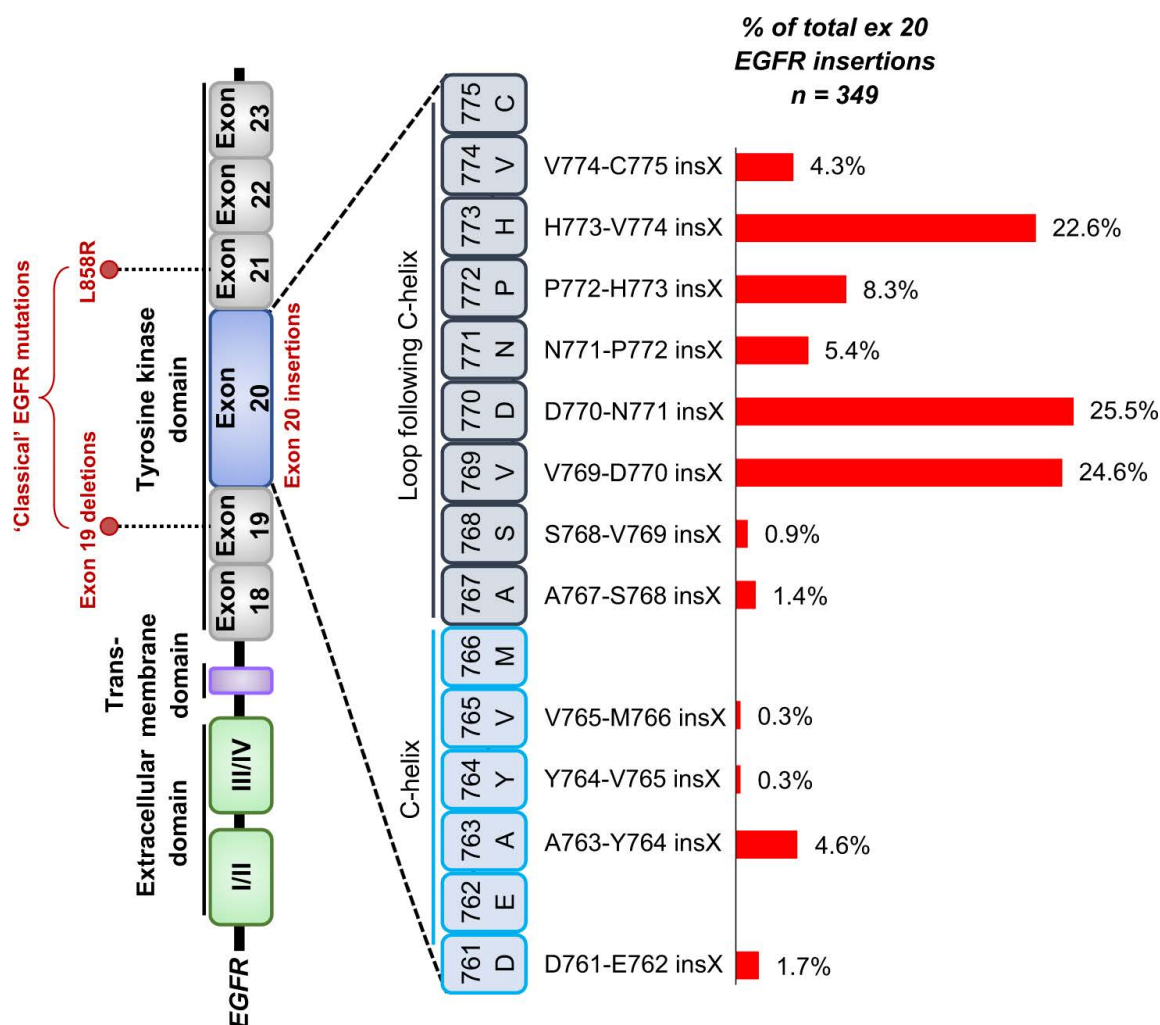 % of total ex 20
EGFR insertions
n = 349
'Classical' EGFR mutations
L858R
Exon 19 deletions
Tyrosine kinase
domain
Trans-
membrane
domain
Extracellular
domain
Exon
23
Exon
22
Exon
21
Exon
20
Exon
19
Exon
18
III/IV
I/II
EGFR
Exon 20 insertions
Loop following C-helix
C-helix
775 C
774 V
773 H
772 P
771 N
770 D
769 V
768 S
767 A
766 M
765 V
764 Y
763 A
762 E
761 D
V774-C775 insX 4.3%
H773-V774 insX 22.6%
P772-H773 insX 8.3%
N771-P772 insX 5.4%
D770-N771 insX 25.5%
V769-D770 insX 24.6%
S768-V769 insX 0.9%
A767-S768 insX 1.4%
V765-M766 insX 0.3%
Y764-V765 insX 0.3%
A763-Y764 insX 4.6%
D761-E762 insX 1.7%